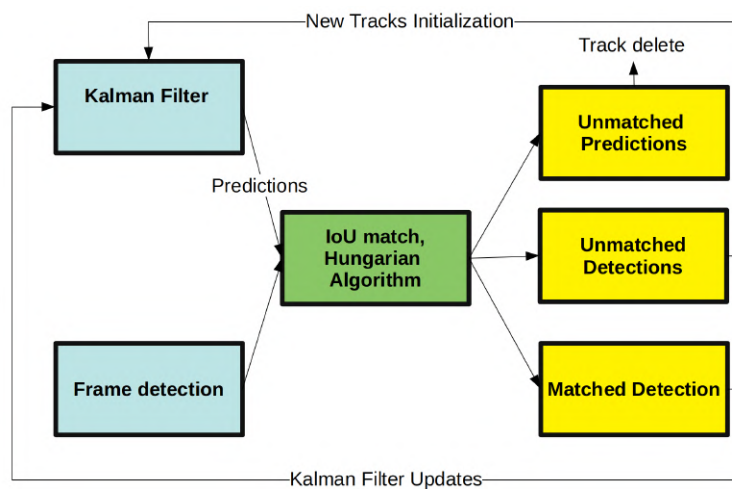 New Tracks Initialization
Track delete
Kalman Filter
Unmatched
Predictions
Predictions
IoU match,
Hungarian
Algorithm
Unmatched
Detections
Frame detection
Matched Detection
Kalman Filter Updates